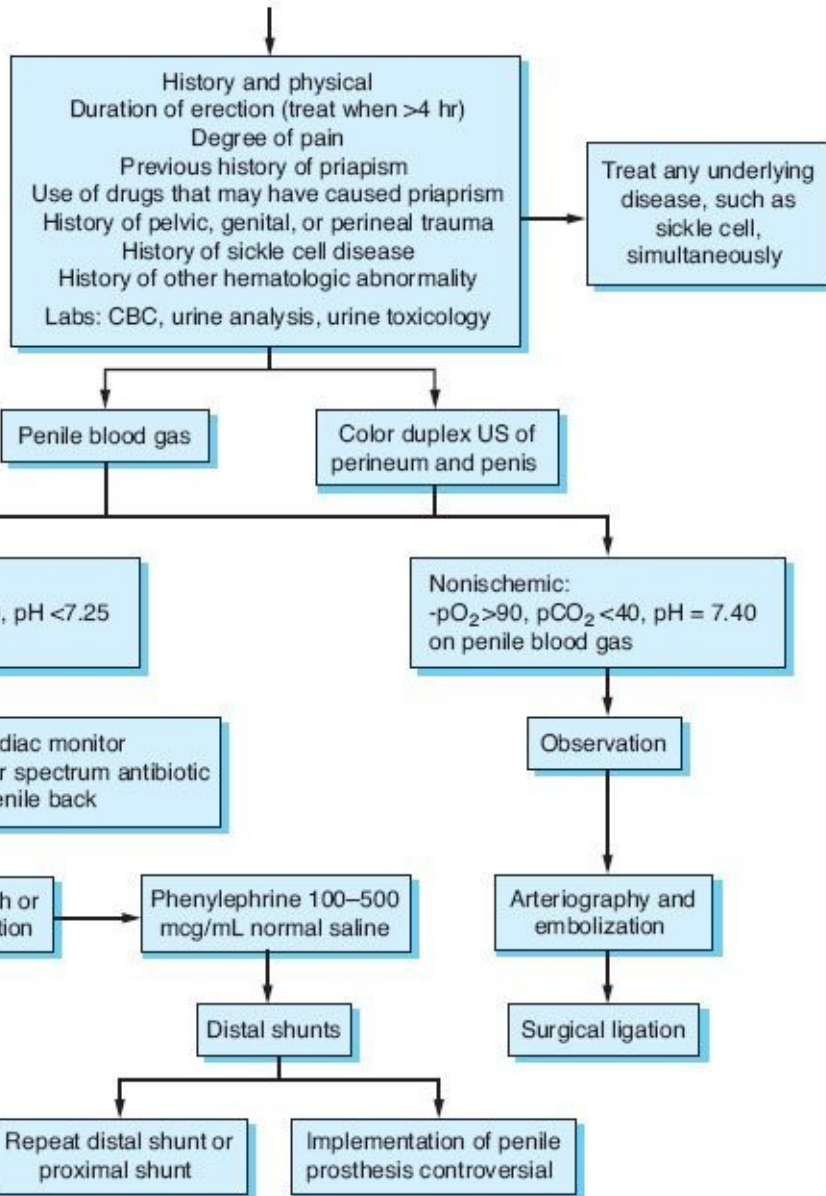 History and physical
Duration of erection (treat when >4 hr)
Degree of pain
Previous history of priapism
Use of drugs that may have caused priaprism
History of pelvic, genital, or perineal trauma
History of sickle cell disease
History of other hematologic abnormality
Labs: CBC, urine analysis, urine toxicology
Treat any underlying
disease, such as
sickle cell,
simultaneously
Penile blood gas
Color duplex US of
perineum and penis
, pH <7.25
Nonischemic:
-pO₂>90, pCO₂<40, pH = 7.40
on penile blood gas
diac monitor
r spectrum antibiotic
enile back
Observation
h or
tion
Phenylephrine 100–500
mcg/mL normal saline
Arteriography and
embolization
Distal shunts
Surgical ligation
Repeat distal shunt or
proximal shunt
Implementation of penile
prosthesis controversial